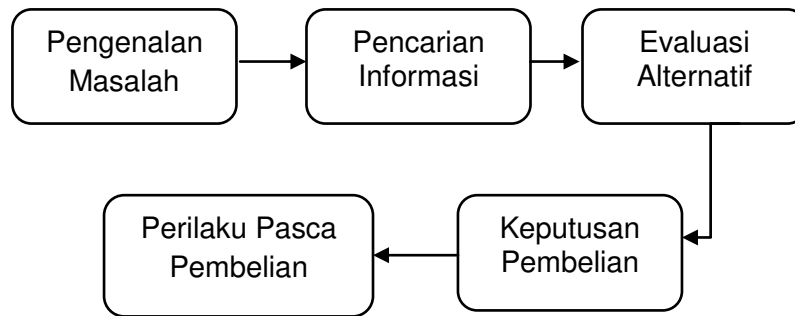 Pengenalan
Masalah
Pencarian
Informasi
Evaluasi
Alternatif
Keputusan
Pembelian
Perilaku Pasca
Pembelian